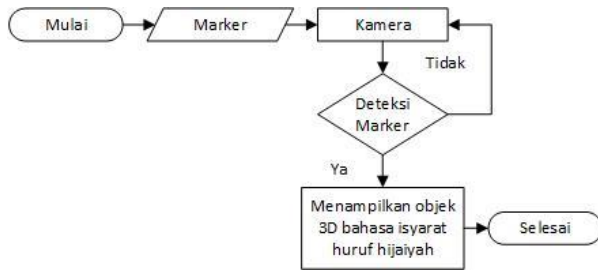 Mulai
Marker
Kamera
Tidak
Deteksi
Marker
Ya
Menampilkan objek
3D bahasa isyarat
huruf hijaiyah
Selesai